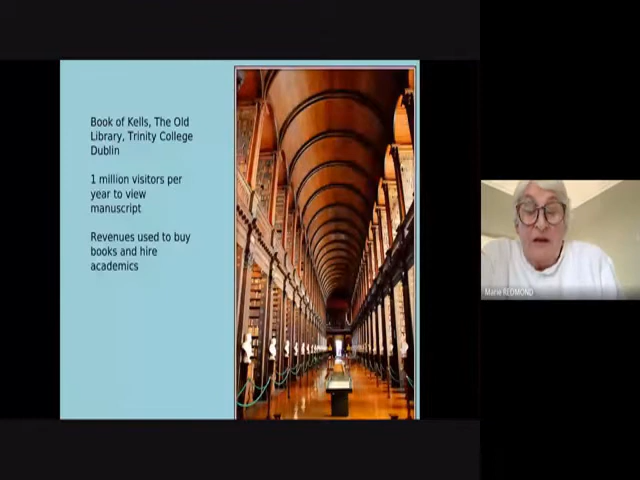 Book of Kells, The Old
Library, Trinity College
Dublin
1 million visitors per
year to view
manuscript
Revenues used to buy
books and hire
academics
Marie REDMOND